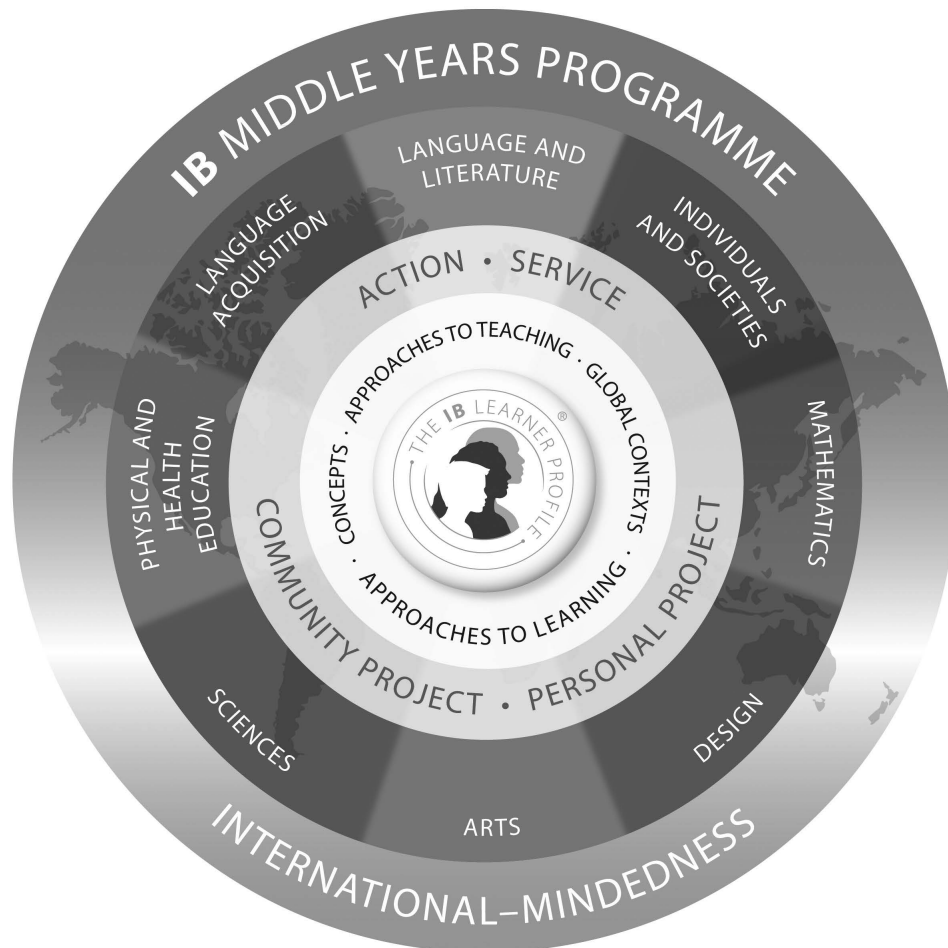 IB MIDDLE YEARS PROGRAMME
LANGUAGE AND
LITERATURE
INDIVIDUALS
AND SOCIETIES
MATHEMATICS
DESIGN
ARTS
SCIENCES
PHYSICAL AND
HEALTH
EDUCATION
LANGUAGE
ACQUISITION
ACTION • SERVICE
COMMUNITY PROJECT • PERSONAL PROJECT
APPROACHES TO TEACHING · GLOBAL CONTEXTS ·
APPROACHES TO LEARNING · CONCEPTS ·
THE IB LEARNER PROFILE ®
INTERNATIONAL–MINDEDNESS